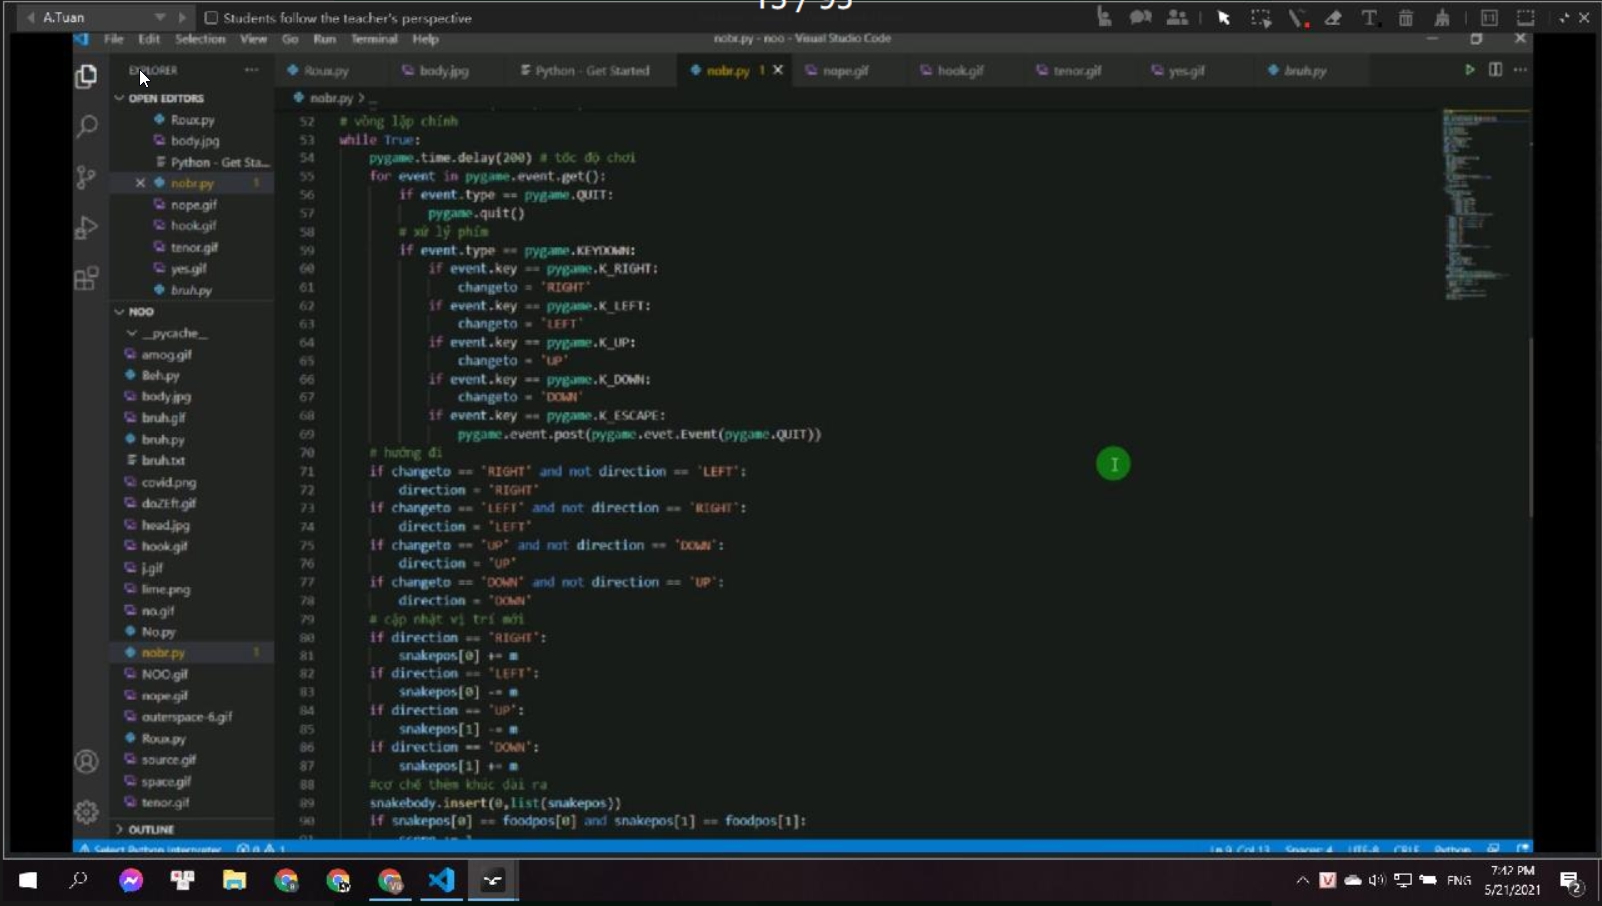 A.Tuan
Students follow the teacher's perspective
File Edit Selection View Go Run Terminal Help
nobr.py - noo - Visual Studio Code
EXPLORER
Roux.py
body.jpg
Python - Get Started
nobr.py 1
nope.gif
hook.gif
tenor.gif
yes.gif
bruh.py
OPEN EDITORS
Roux.py
body.jpg
Python - Get Sta...
nobr.py 1
nope.gif
hook.gif
tenor.gif
yes.gif
bruh.py
NOO
__pycache__
amog.gif
Beh.py
body.jpg
bruh.gif
bruh.py
bruh.txt
covid.png
doZEft.gif
head.jpg
hook.gif
j.gif
lime.png
no.gif
No.py
nobr.py 1
NOO.gif
nope.gif
outerspace-6.gif
Roux.py
source.gif
space.gif
tenor.gif
OUTLINE
nobr.py > ...
52 # vòng lặp chính
53 while True:
54 pygame.time.delay(200) # tốc độ chơi
55 for event in pygame.event.get():
56 if event.type == pygame.QUIT:
57 pygame.quit()
58 # xử lý phím
59 if event.type == pygame.KEYDOWN:
60 if event.key == pygame.K_RIGHT:
61 changeto = 'RIGHT'
62 if event.key == pygame.K_LEFT:
63 changeto = 'LEFT'
64 if event.key == pygame.K_UP:
65 changeto = 'UP'
66 if event.key == pygame.K_DOWN:
67 changeto = 'DOWN'
68 if event.key == pygame.K_ESCAPE:
69 pygame.event.post(pygame.evet.Event(pygame.QUIT))
70 # hướng đi
71 if changeto == 'RIGHT' and not direction == 'LEFT':
72 direction = 'RIGHT'
73 if changeto == 'LEFT' and not direction == 'RIGHT':
74 direction = 'LEFT'
75 if changeto == 'UP' and not direction == 'DOWN':
76 direction = 'UP'
77 if changeto == 'DOWN' and not direction == 'UP':
78 direction = 'DOWN'
79 # cập nhật vị trí mới
80 if direction == 'RIGHT':
81 snakepos[0] += m
82 if direction == 'LEFT':
83 snakepos[0] -= m
84 if direction == 'UP':
85 snakepos[1] -= m
86 if direction == 'DOWN':
87 snakepos[1] += m
88 #cơ chế thêm khúc dài ra
89 snakebody.insert(0,list(snakepos))
90 if snakepos[0] == foodpos[0] and snakepos[1] == foodpos[1]:
Select Python Interpreter 0 1
Ln 9, Col 13 Spaces: 4 UTF-8 CRLF Python
ENG
7:42 PM
5/21/2021
2